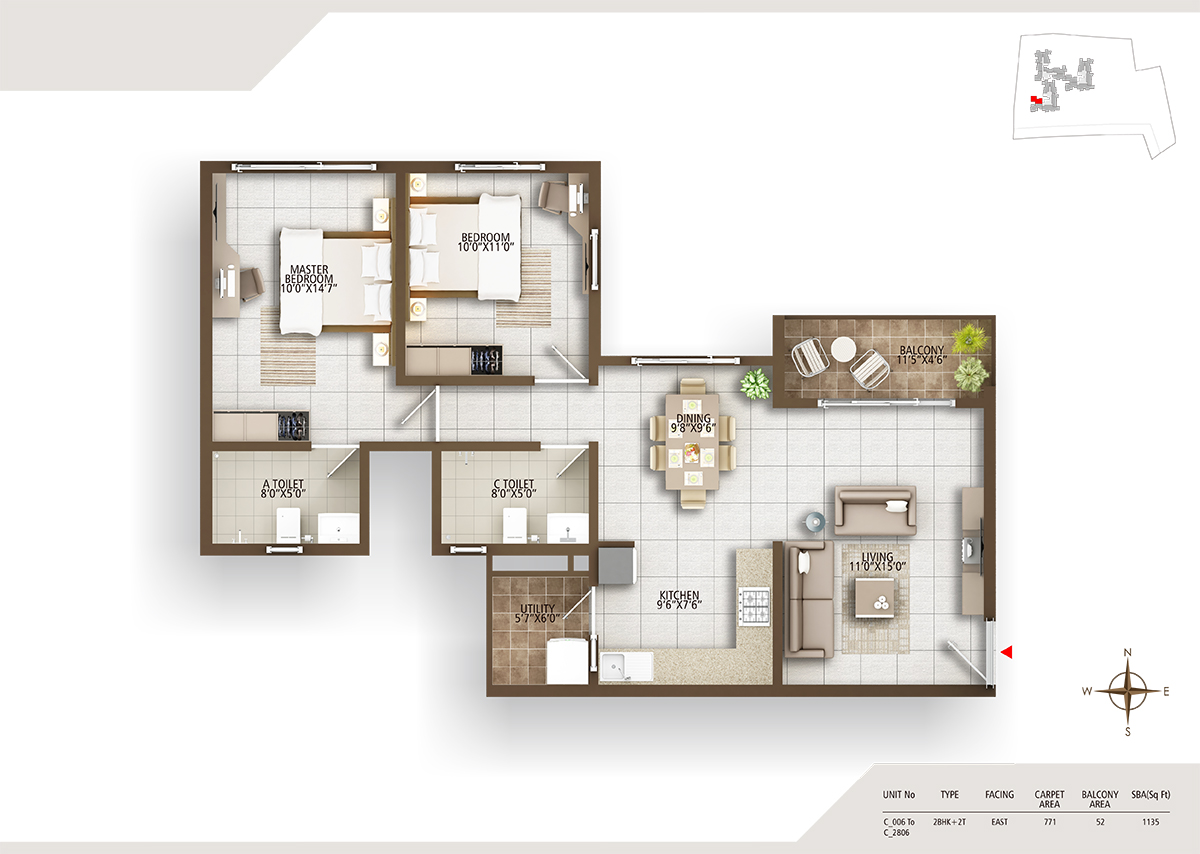 MASTER
BEDROOM
10'0"X14'7"
BEDROOM
10'0"X11'0"
BALCONY
11'5"X4'6"
DINING
9'8"X9'6"
A TOILET
8'0"X5'0"
C TOILET
8'0"X5'0"
LIVING
11'0"X15'0"
KITCHEN
9'6"X7'6"
UTILITY
5'7"X6'0"
N
W E
S
UNIT No TYPE FACING CARPET AREA BALCONY AREA SBA(Sq Ft)
C_006 To C_2806 2BHK+2T EAST 771 52 1135